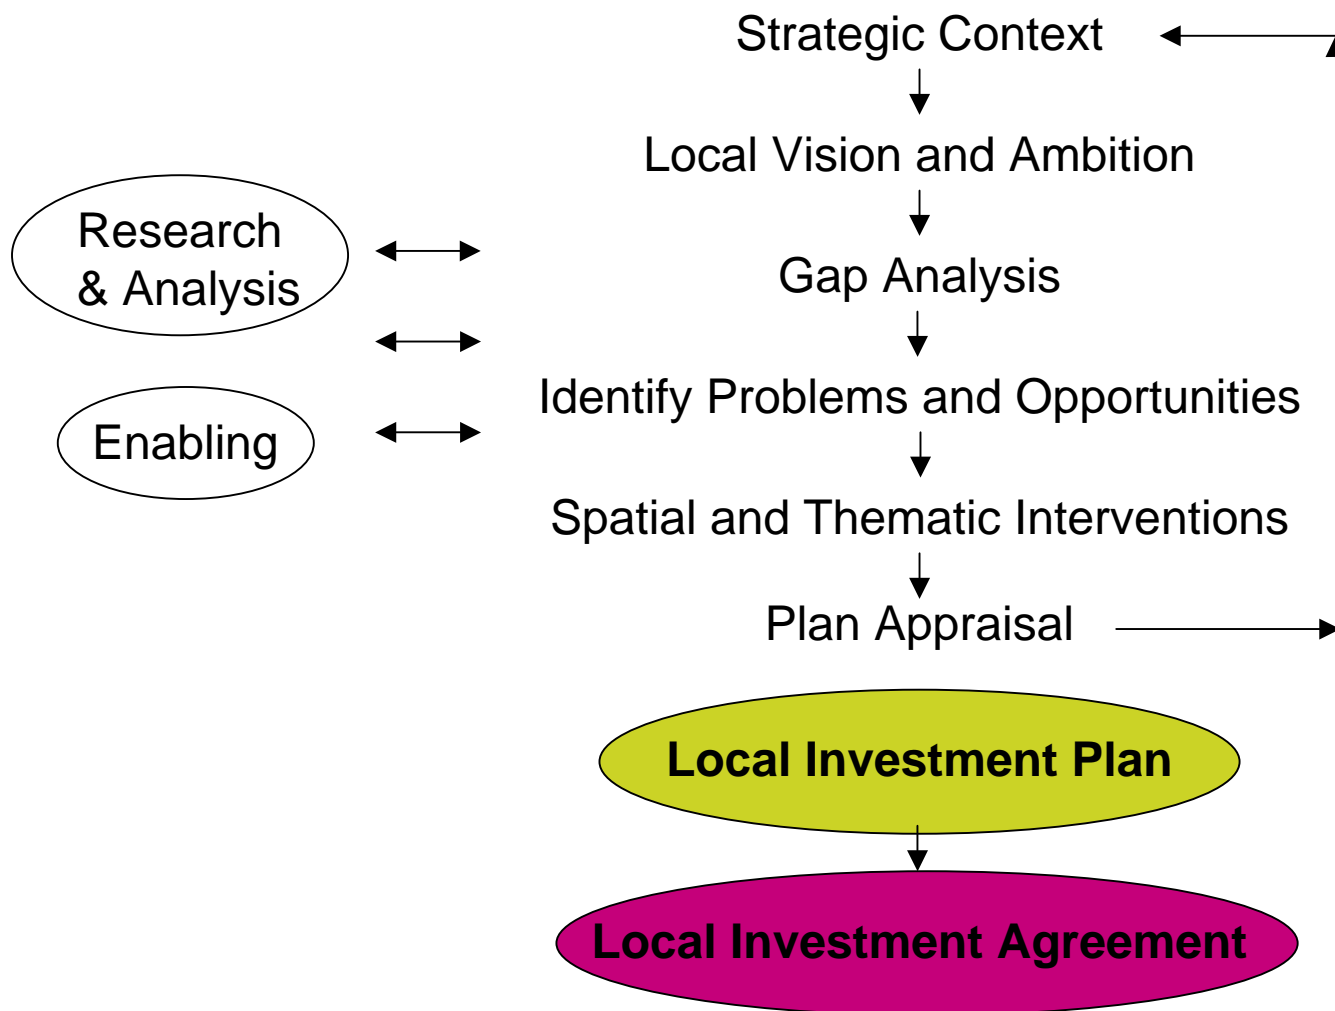 Strategic Context
Local Vision and Ambition
Research
& Analysis
Gap Analysis
Identify Problems and Opportunities
Enabling
Spatial and Thematic Interventions
Plan Appraisal
Local Investment Plan
Local Investment Agreement